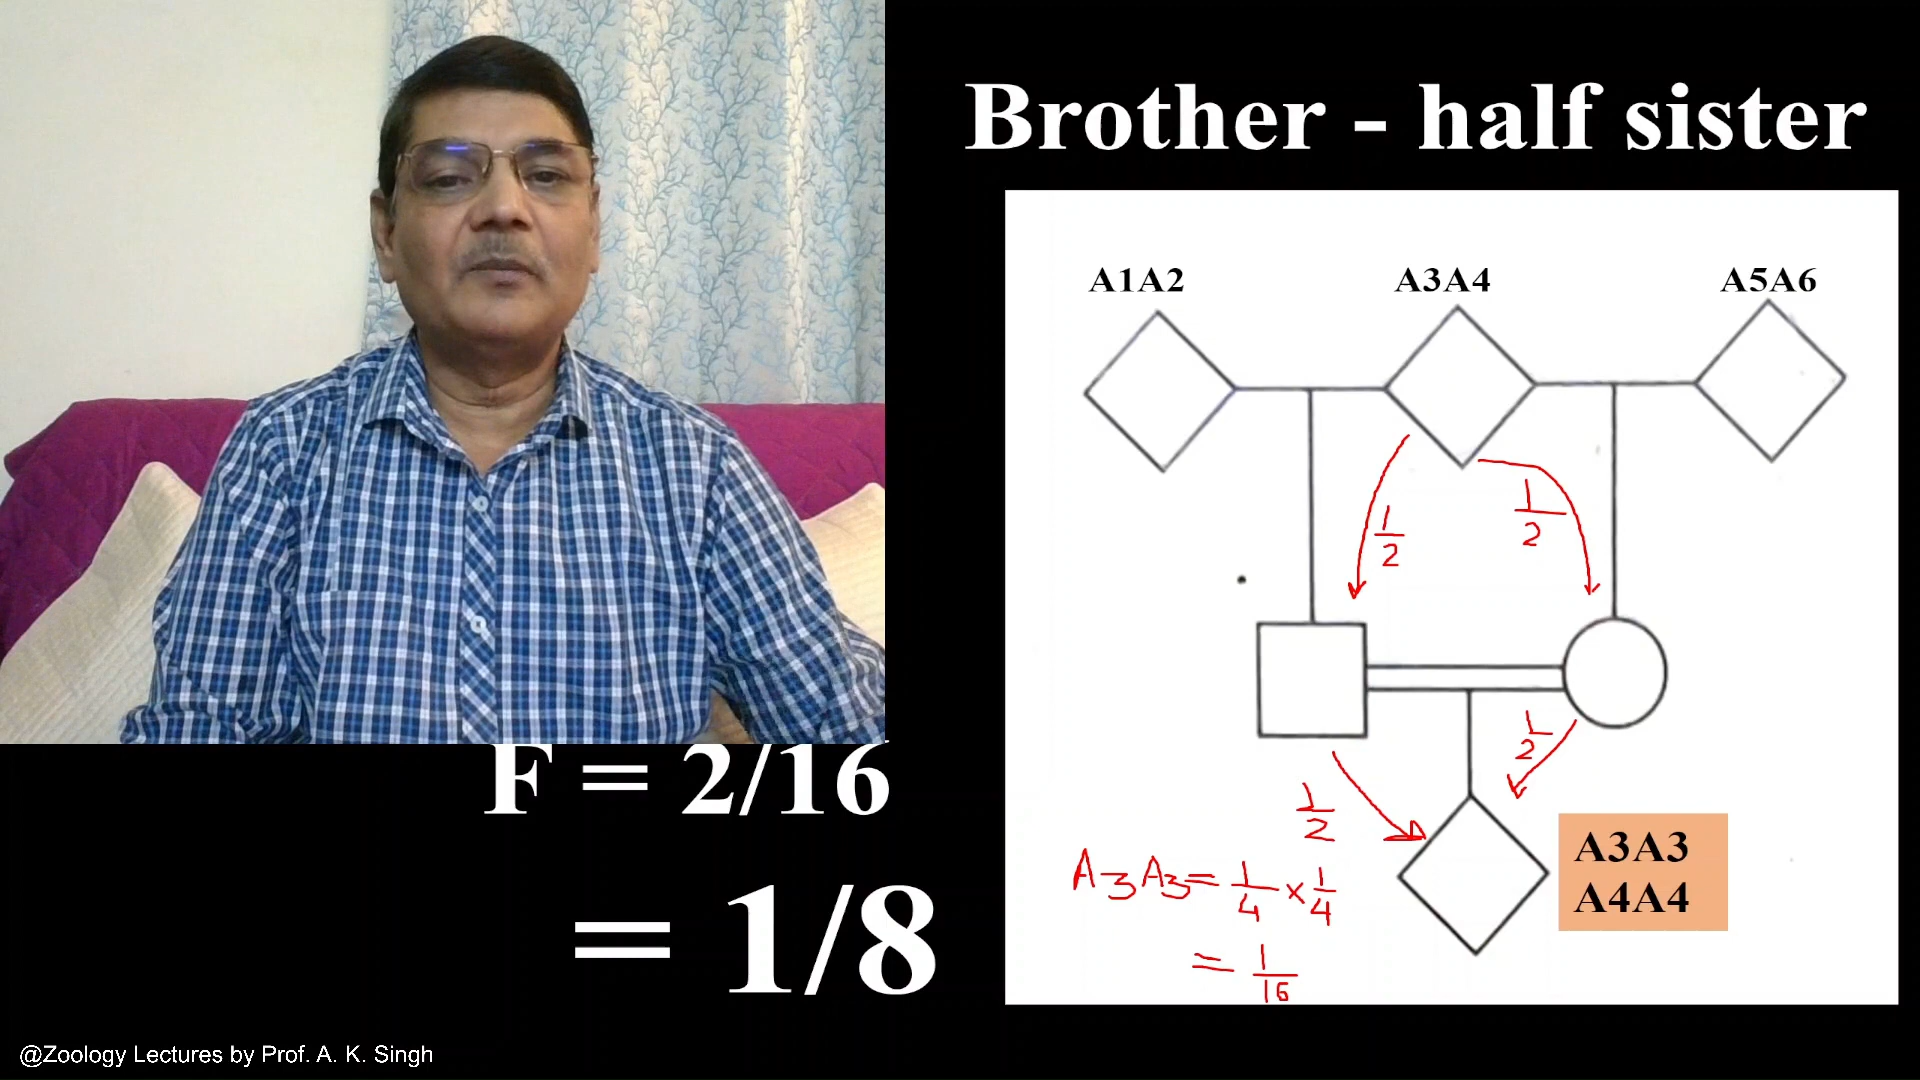 Brother - half sister
A1A2
A3A4
A5A6
1/2
1/2
1/2
1/2
A3A3
A4A4
A3A3 = 1/4 × 1/4
= 1/16
F = 2/16
= 1/8
@Zoology Lectures by Prof. A. K. Singh